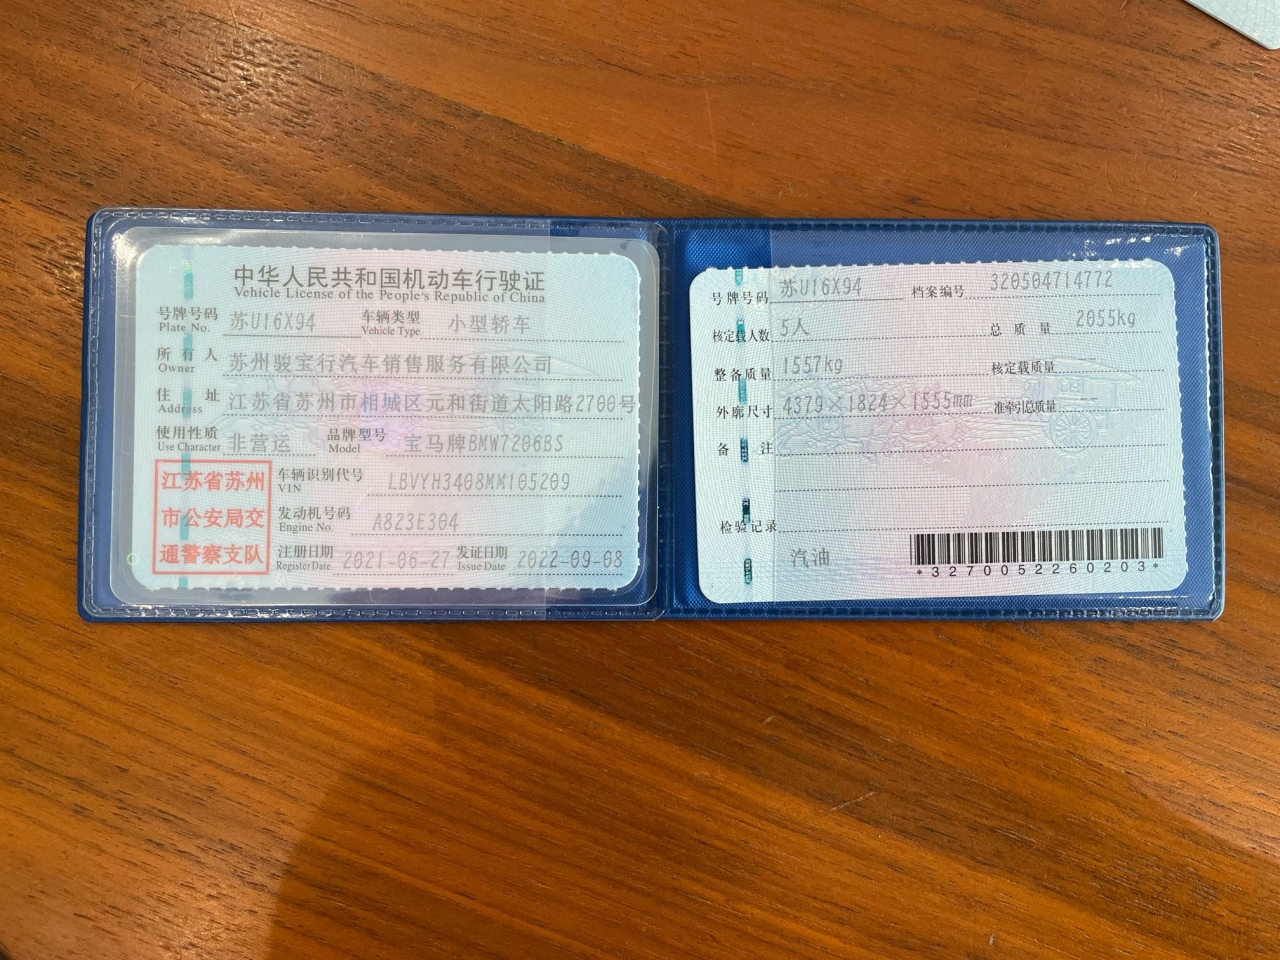 中华人民共和国机动车行驶证
Vehicle License of the People's Republic of China
号牌号码 苏U16X94 车辆类型 小型轿车
Plate No. Vehicle Type
所有人 苏州骏宝行汽车销售服务有限公司
Owner
住址 江苏省苏州市相城区元和街道太阳路2700号
Address
使用性质 非营运 品牌型号 宝马牌BMW7206BS
Use Character Model
江苏省苏州
市公安局交
通警察支队
车辆识别代号 LBVYH3408MM105209
VIN
发动机号码 A823E304
Engine No.
注册日期 2021-06-27 发证日期 2022-09-08
Register Date Issue Date
号牌号码 苏U16X94 档案编号 320504714772
核定载人数 5人 总质量 2055kg
整备质量 1557kg 核定载质量 --
外廓尺寸 4379×1824×1555mm 准牵引总质量 --
备注
检验记录
汽油
*3270052260203*